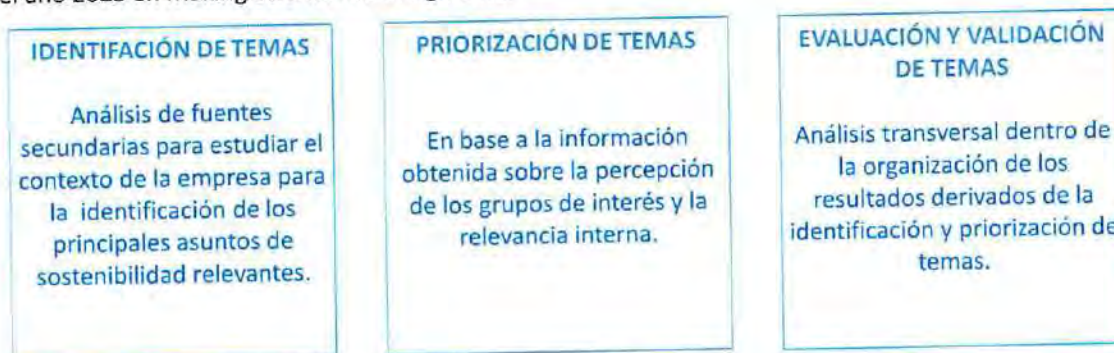 IDENTIFACIÓN DE TEMAS
Análisis de fuentes
secundarias para estudiar el
contexto de la empresa para
la identificación de los
principales asuntos de
sostenibilidad relevantes.
PRIORIZACIÓN DE TEMAS
En base a la información
obtenida sobre la percepción
de los grupos de interés y la
relevancia interna.
EVALUACIÓN Y VALIDACIÓN
DE TEMAS
Análisis transversal dentro de
la organización de los
resultados derivados de la
identificación y priorización de
temas.